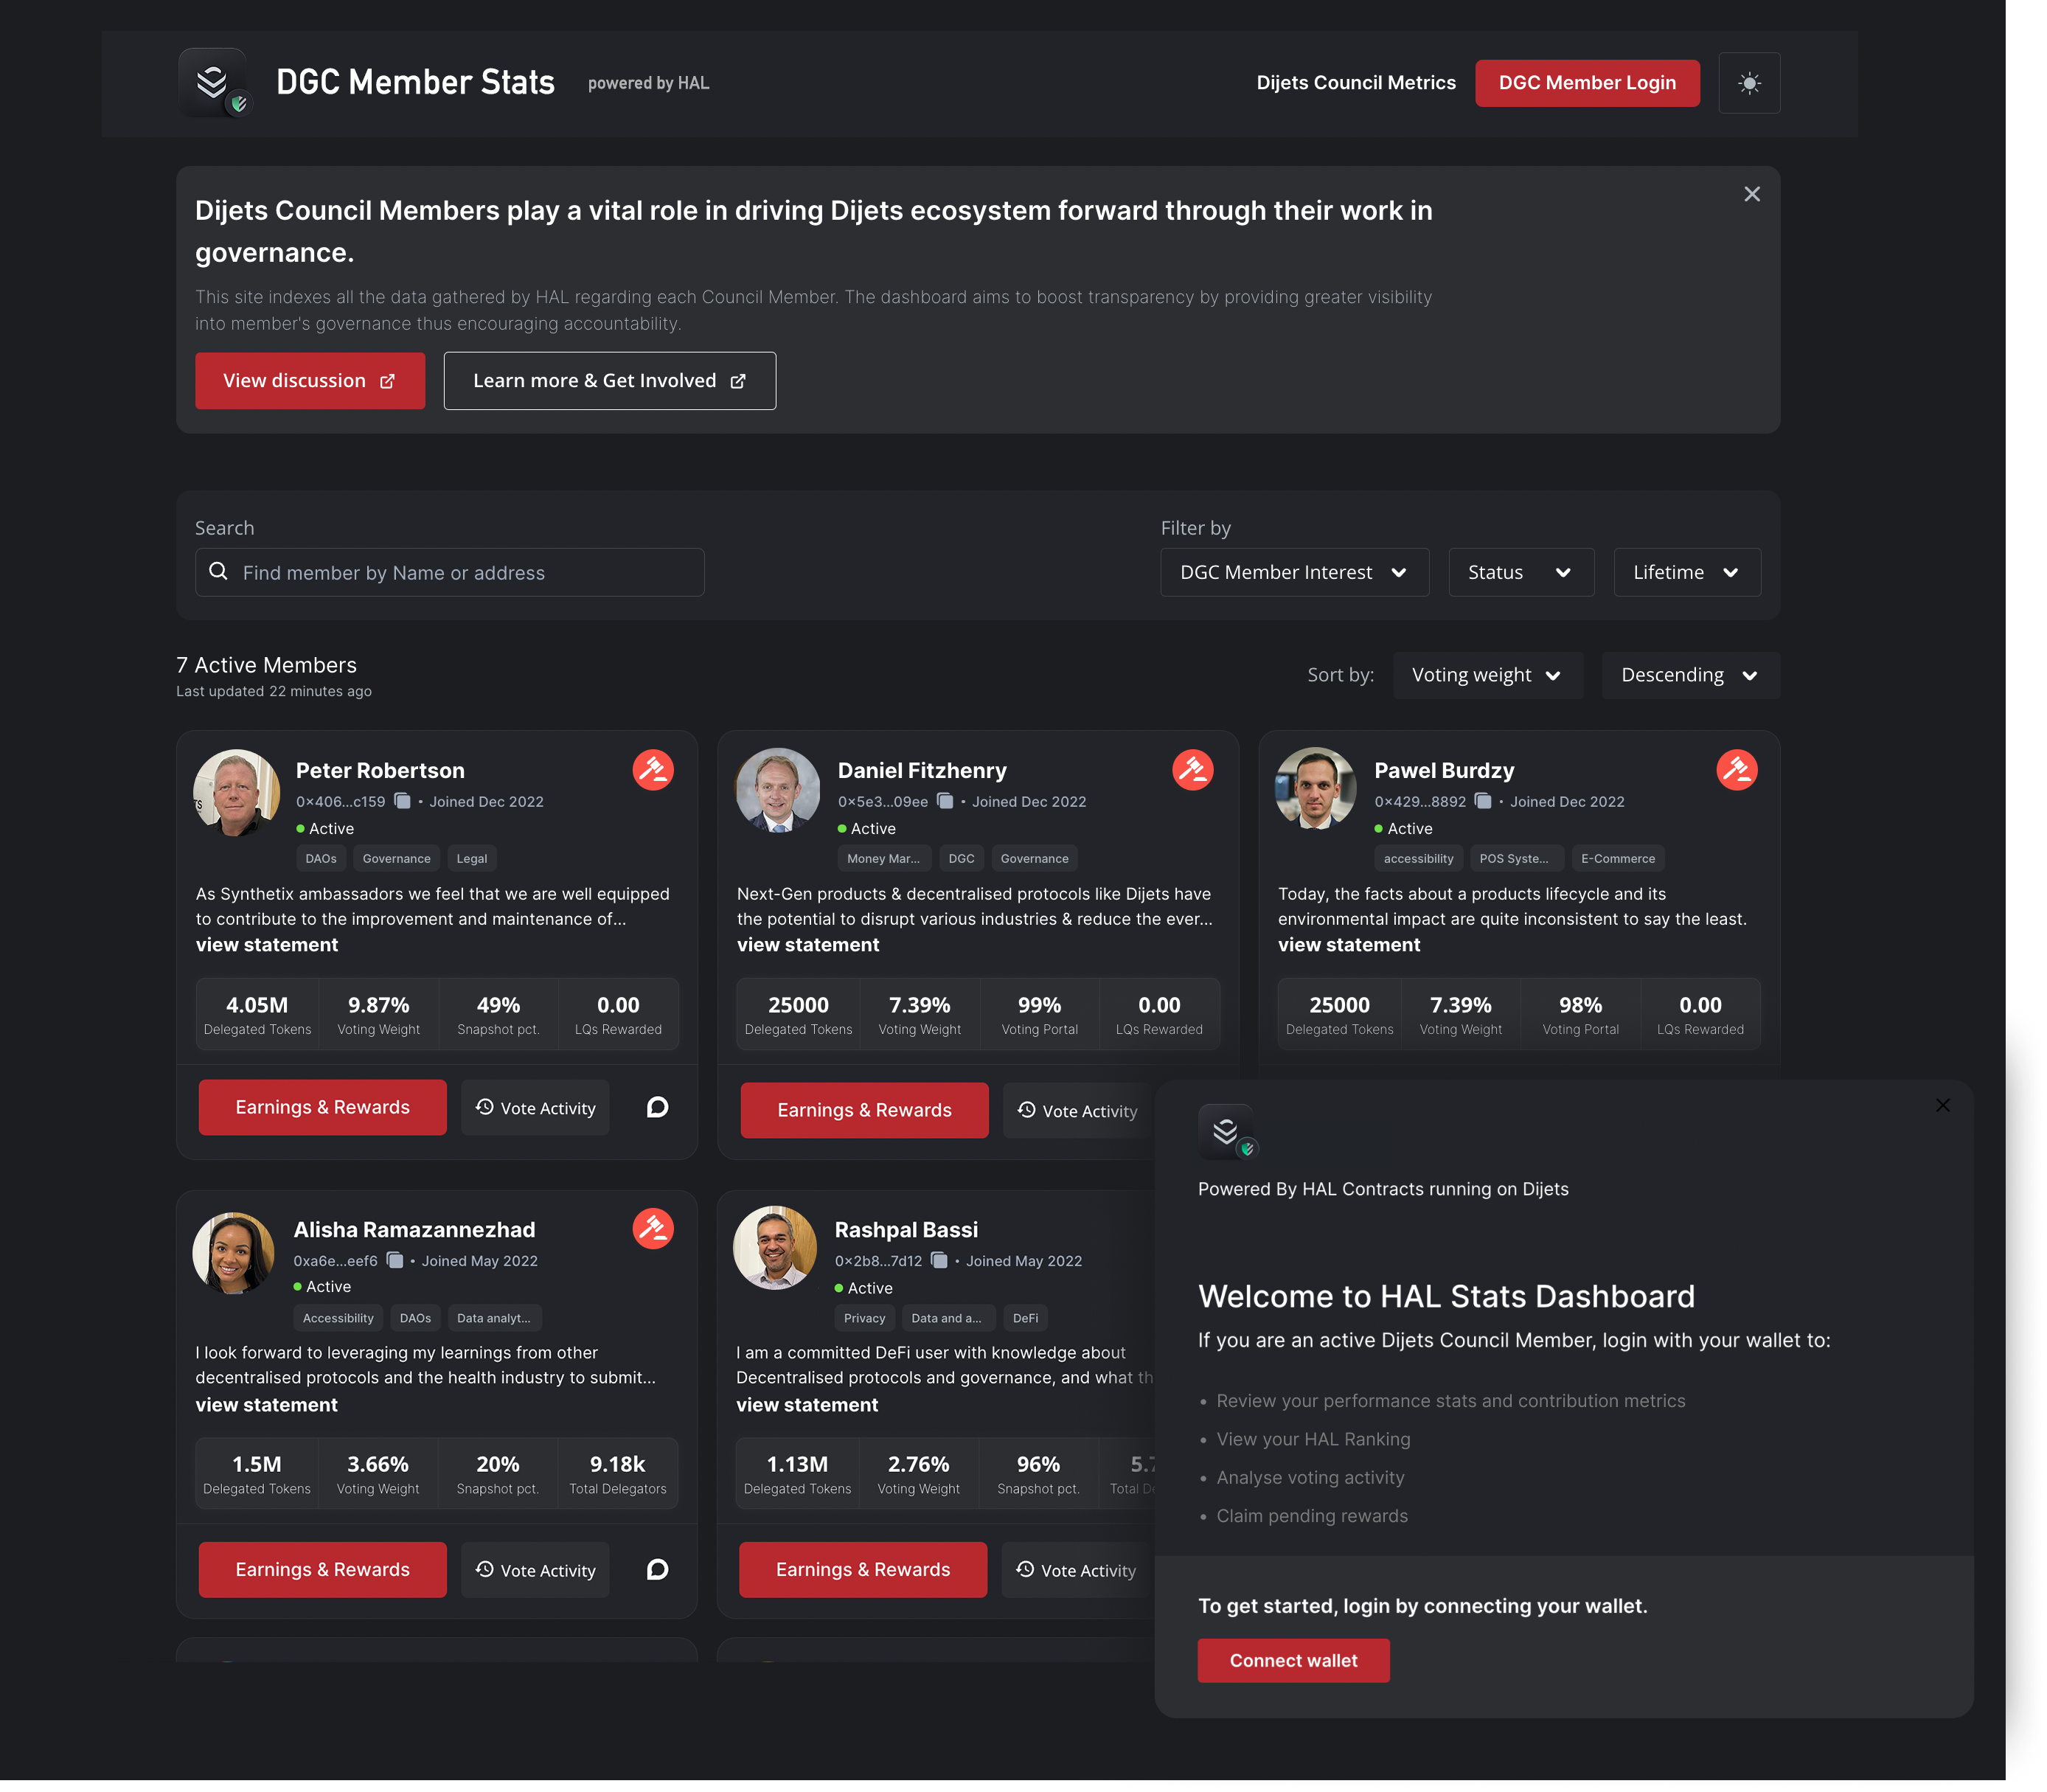 DGC Member Stats
powered by HAL
Dijets Council Metrics
DGC Member Login
Dijets Council Members play a vital role in driving Dijets ecosystem forward through their work in
governance.
This site indexes all the data gathered by HAL regarding each Council Member. The dashboard aims to boost transparency by providing greater visibility
into member's governance thus encouraging accountability.
View discussion
Learn more & Get Involved
Search
Filter by
Find member by Name or address
DGC Member Interest
Status
Lifetime
7 Active Members
Last updated 22 minutes ago
Sort by:
Voting weight
Descending
Peter Robertson
0x406...c159 • Joined Dec 2022
Active
DAOs Governance Legal
As Synthetix ambassadors we feel that we are well equipped
to contribute to the improvement and maintenance of...
view statement
4.05M 9.87% 49% 0.00
Delegated Tokens Voting Weight Snapshot pct. LQs Rewarded
Earnings & Rewards Vote Activity
Daniel Fitzhenry
0x5e3...09ee • Joined Dec 2022
Active
Money Mar... DGC Governance
Next-Gen products & decentralised protocols like Dijets have
the potential to disrupt various industries & reduce the ever...
view statement
25000 7.39% 99% 0.00
Delegated Tokens Voting Weight Voting Portal LQs Rewarded
Earnings & Rewards Vote Activity
Pawel Burdzy
0x429...8892 • Joined Dec 2022
Active
accessibility POS Syste... E-Commerce
Today, the facts about a products lifecycle and its
environmental impact are quite inconsistent to say the least.
view statement
25000 7.39% 98% 0.00
Delegated Tokens Voting Weight Voting Portal LQs Rewarded
Alisha Ramazannezhad
0xa6e...eef6 • Joined May 2022
Active
Accessibility DAOs Data analyt...
I look forward to leveraging my learnings from other
decentralised protocols and the health industry to submit...
view statement
1.5M 3.66% 20% 9.18k
Delegated Tokens Voting Weight Snapshot pct. Total Delegators
Earnings & Rewards Vote Activity
Rashpal Bassi
0x2b8...7d12 • Joined May 2022
Active
Privacy Data and a... DeFi
I am a committed DeFi user with knowledge about
Decentralised protocols and governance, and what
view statement
1.13M 2.76% 96%
Delegated Tokens Voting Weight Snapshot pct. Total
Earnings & Rewards Vote Activity
Powered By HAL Contracts running on Dijets
Welcome to HAL Stats Dashboard
If you are an active Dijets Council Member, login with your wallet to:
• Review your performance stats and contribution metrics
• View your HAL Ranking
• Analyse voting activity
• Claim pending rewards
To get started, login by connecting your wallet.
Connect wallet